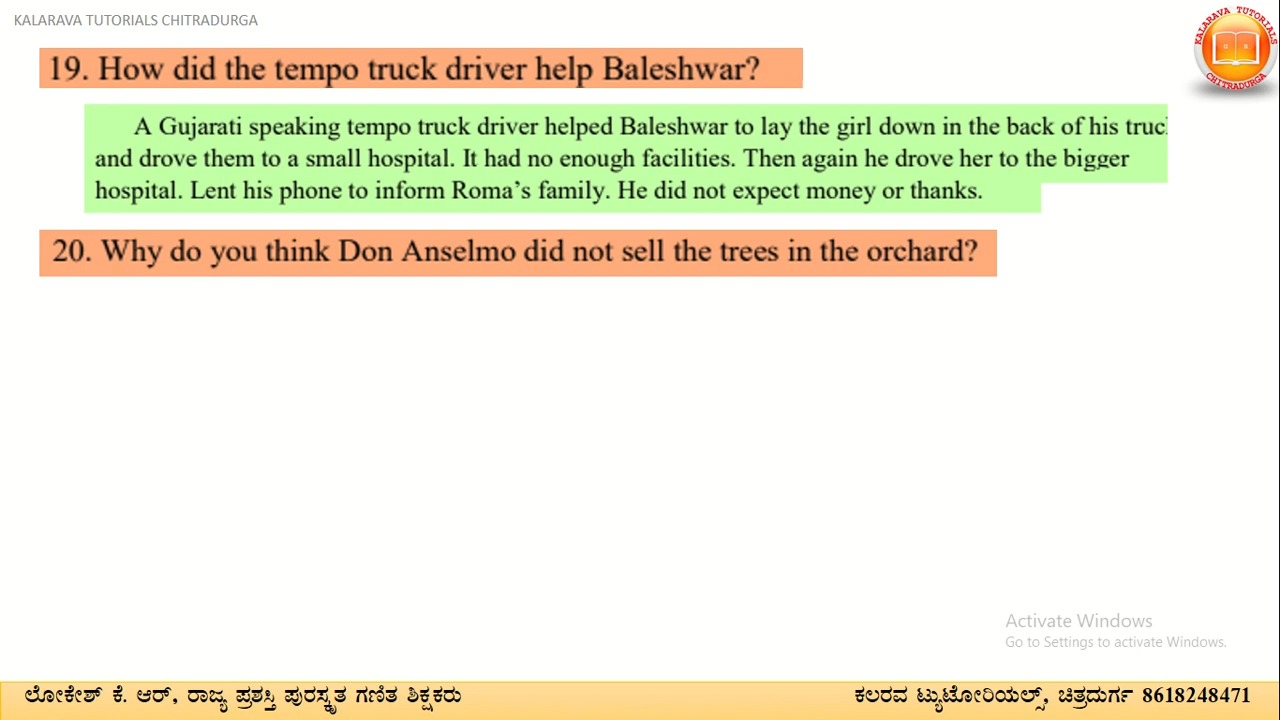 KALARAVA TUTORIALS CHITRADURGA
KALARAVA TUTORIALS
CHITRADURGA
19. How did the tempo truck driver help Baleshwar?
A Gujarati speaking tempo truck driver helped Baleshwar to lay the girl down in the back of his truc
and drove them to a small hospital. It had no enough facilities. Then again he drove her to the bigger
hospital. Lent his phone to inform Roma's family. He did not expect money or thanks.
20. Why do you think Don Anselmo did not sell the trees in the orchard?
Activate Windows
Go to Settings to activate Windows.
ಲೋಕೇಶ್ ಕೆ. ಆರ್, ರಾಜ್ಯ ಪ್ರಶಸ್ತಿ ಪುರಸ್ಕೃತ ಗಣಿತ ಶಿಕ್ಷಕರು
ಕಲರವ ಟ್ಯುಟೋರಿಯಲ್ಸ್, ಚಿತ್ರದುರ್ಗ 8618248471